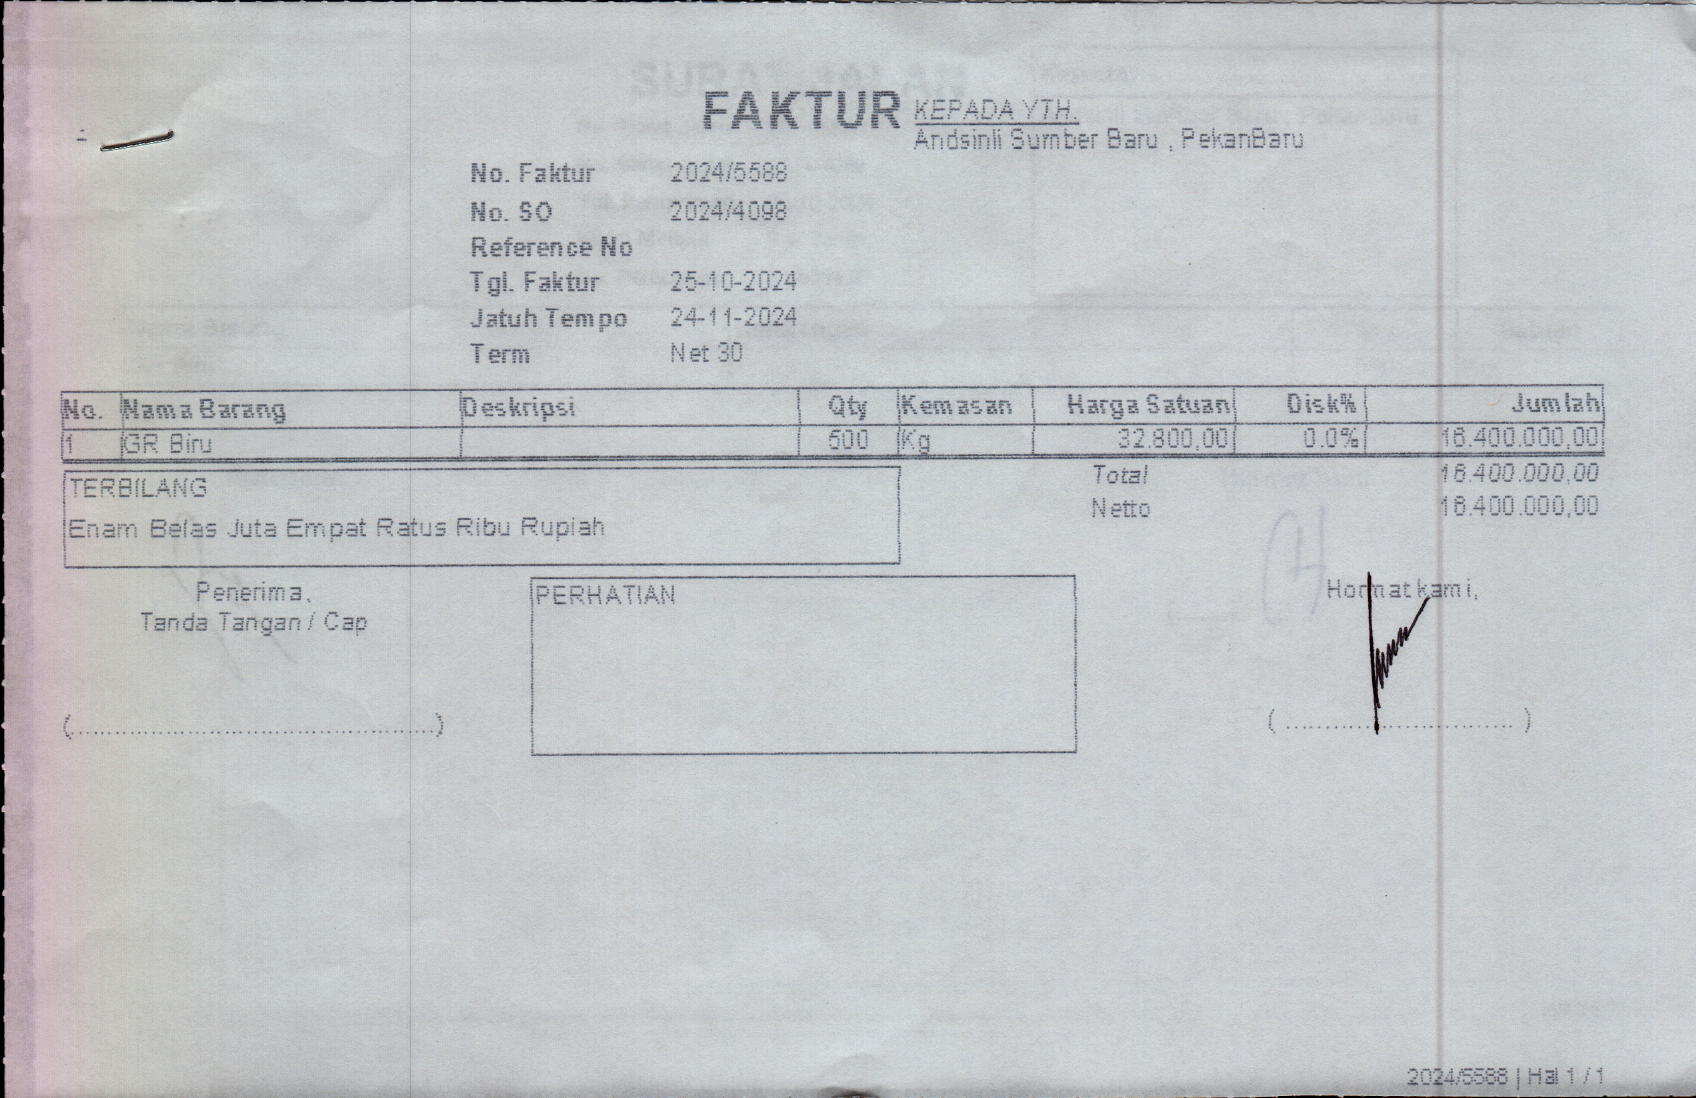 FAKTUR
KEPADA YTH.
Andsinli Sumber Baru , PekanBaru
No. Faktur 2024/5588
No. SO 2024/4098
Reference No
Tgl. Faktur 25-10-2024
Jatuh Tempo 24-11-2024
Term Net 30
No. Nama Barang Deskripsi Qty Kemasan Harga Satuan Disk% Jumlah
1 GR Biru 500 Kg 32.800,00 0.0% 16.400.000,00
Total 16.400.000,00
Netto 16.400.000,00
TERBILANG
Enam Belas Juta Empat Ratus Ribu Rupiah
Penerima,
Tanda Tangan / Cap
PERHATIAN
Hormat kami,
(................................................)
(..............................)
2024/5588 | Hal 1 / 1